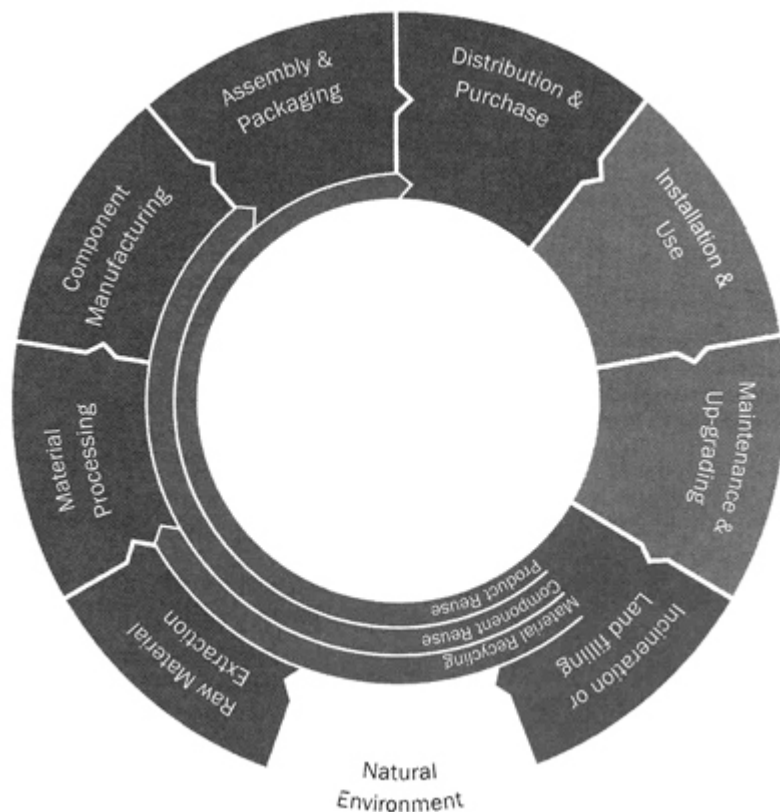 Assembly &
Packaging
Distribution &
Purchase
Installation &
Use
Maintenance &
Up-grading
Incineration or
Land filling
Raw Material
Extraction
Material
Processing
Component
Manufacturing
Product Reuse
Component Reuse
Material Recycling
Natural
Environment